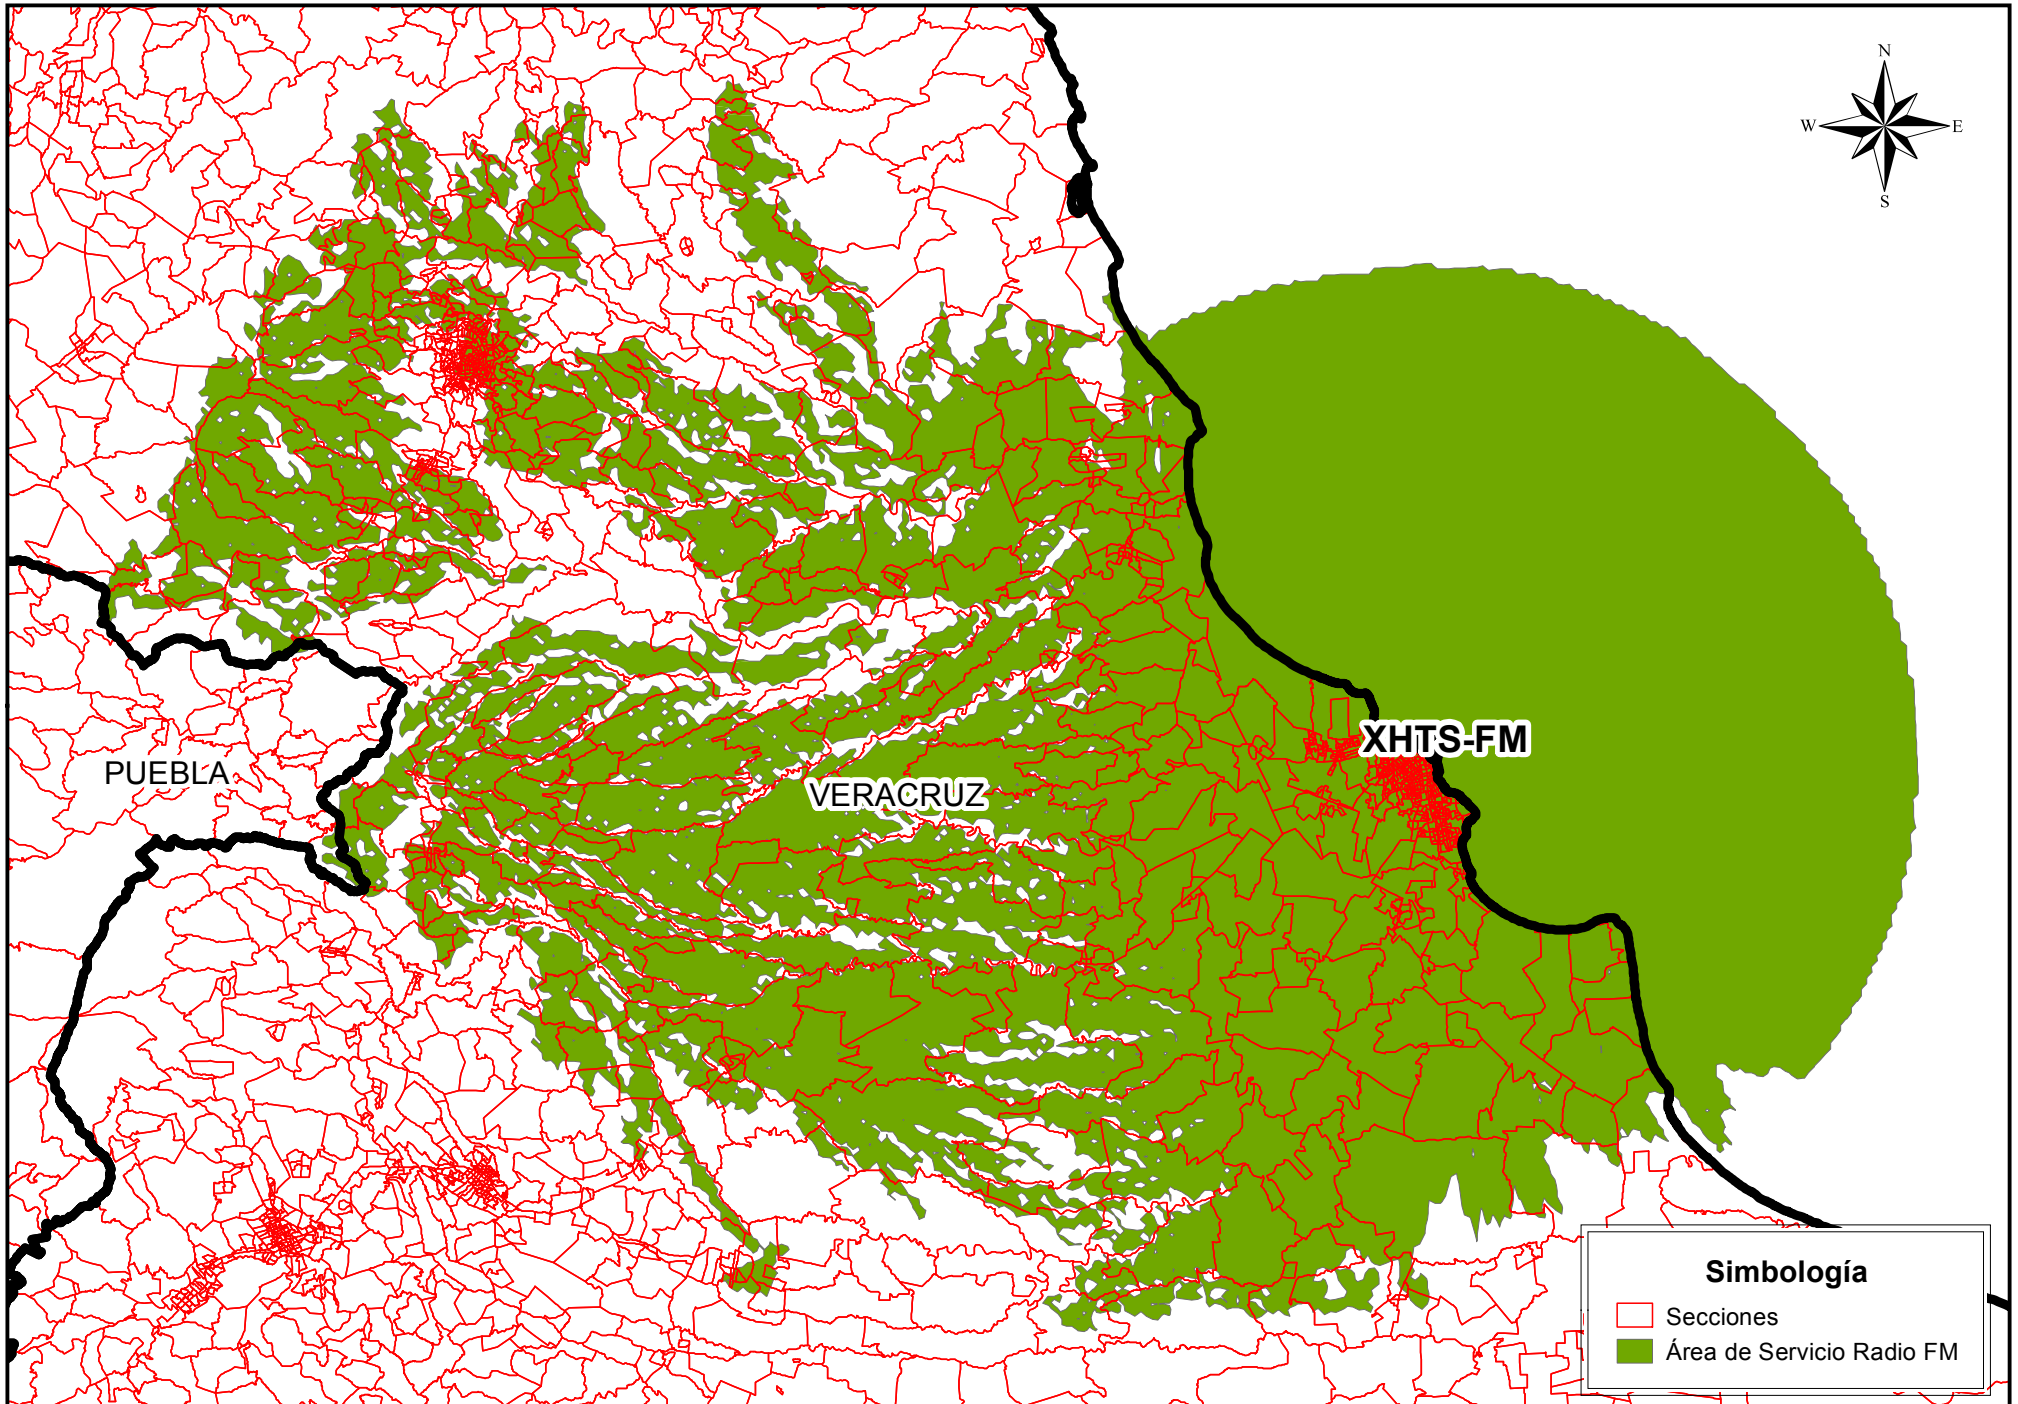 N
W E
S
XHTS-FM
PUEBLA
VERACRUZ
Simbología
Secciones
Área de Servicio Radio FM